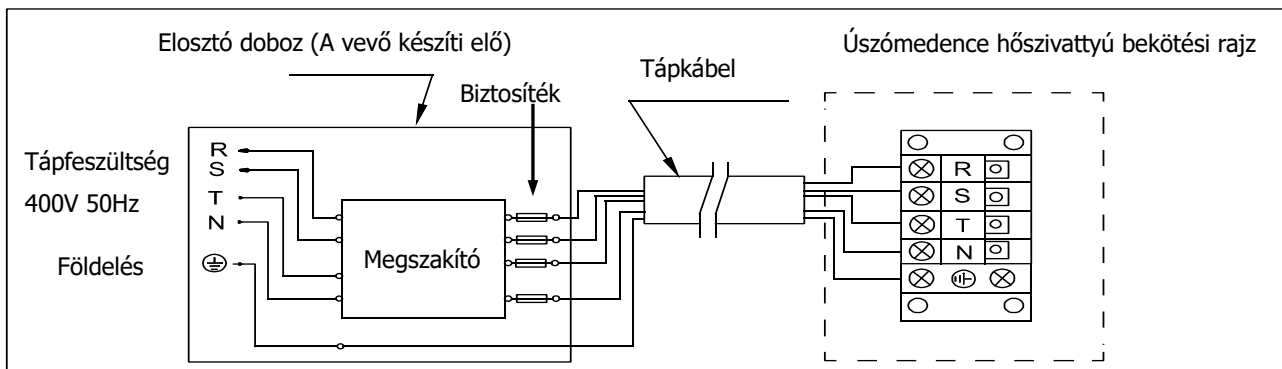 Elosztó doboz (A vevő készíti elő)
Úszómedence hőszivattyú bekötési rajz
Tápkábel
Biztosíték
Tápfeszültség
400V 50Hz
Földelés
R
S
T
N
Megszakító
R
S
T
N